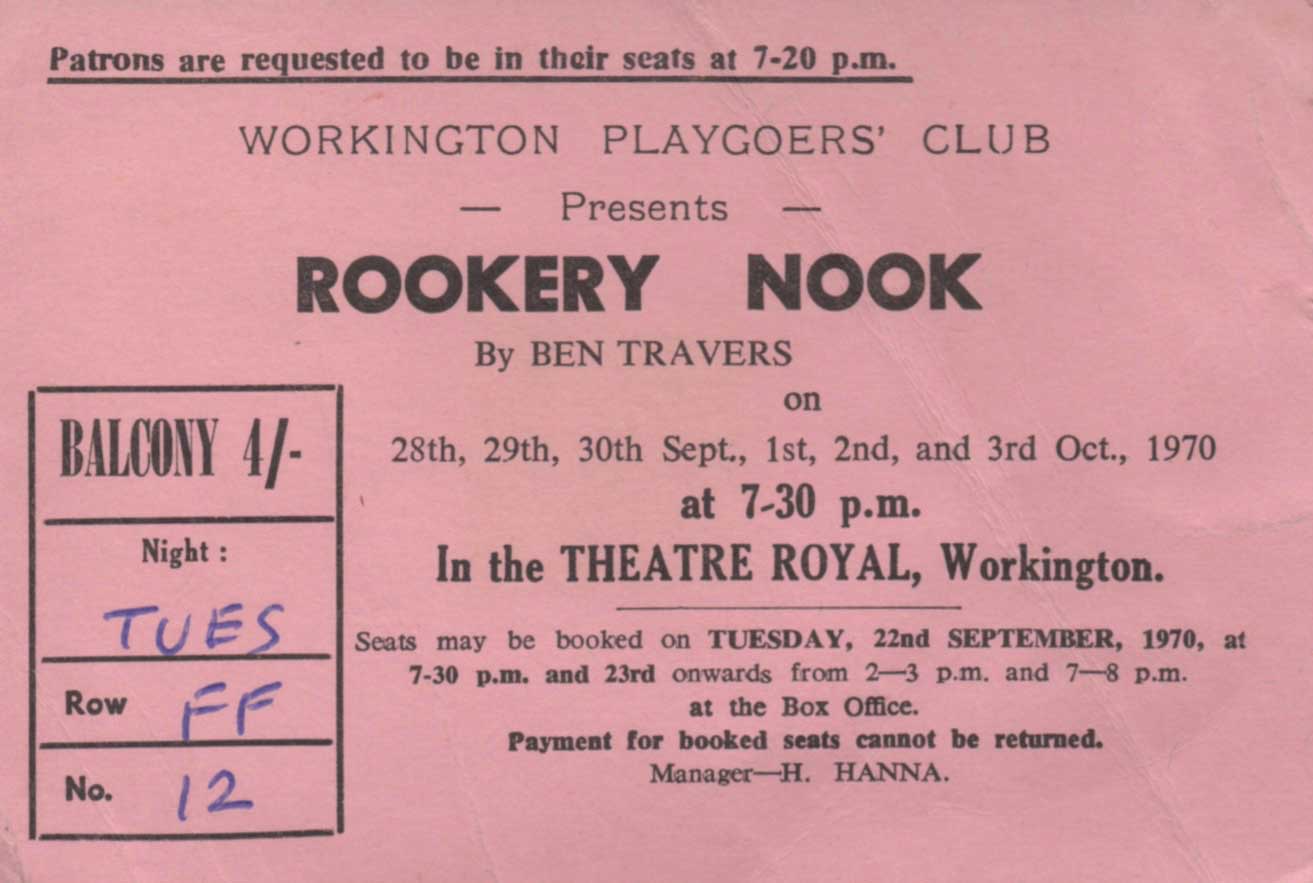 Patrons are requested to be in their seats at 7-20 p.m.
WORKINGTON PLAYGOERS' CLUB
— Presents —
ROOKERY NOOK
By BEN TRAVERS
on
28th, 29th, 30th Sept., 1st, 2nd, and 3rd Oct., 1970
at 7-30 p.m.
In the THEATRE ROYAL, Workington.
Seats may be booked on TUESDAY, 22nd SEPTEMBER, 1970, at
7-30 p.m. and 23rd onwards from 2—3 p.m. and 7—8 p.m.
at the Box Office.
Payment for booked seats cannot be returned.
Manager—H. HANNA.
BALCONY 4/-
Night :
TUES
Row FF
No. 12